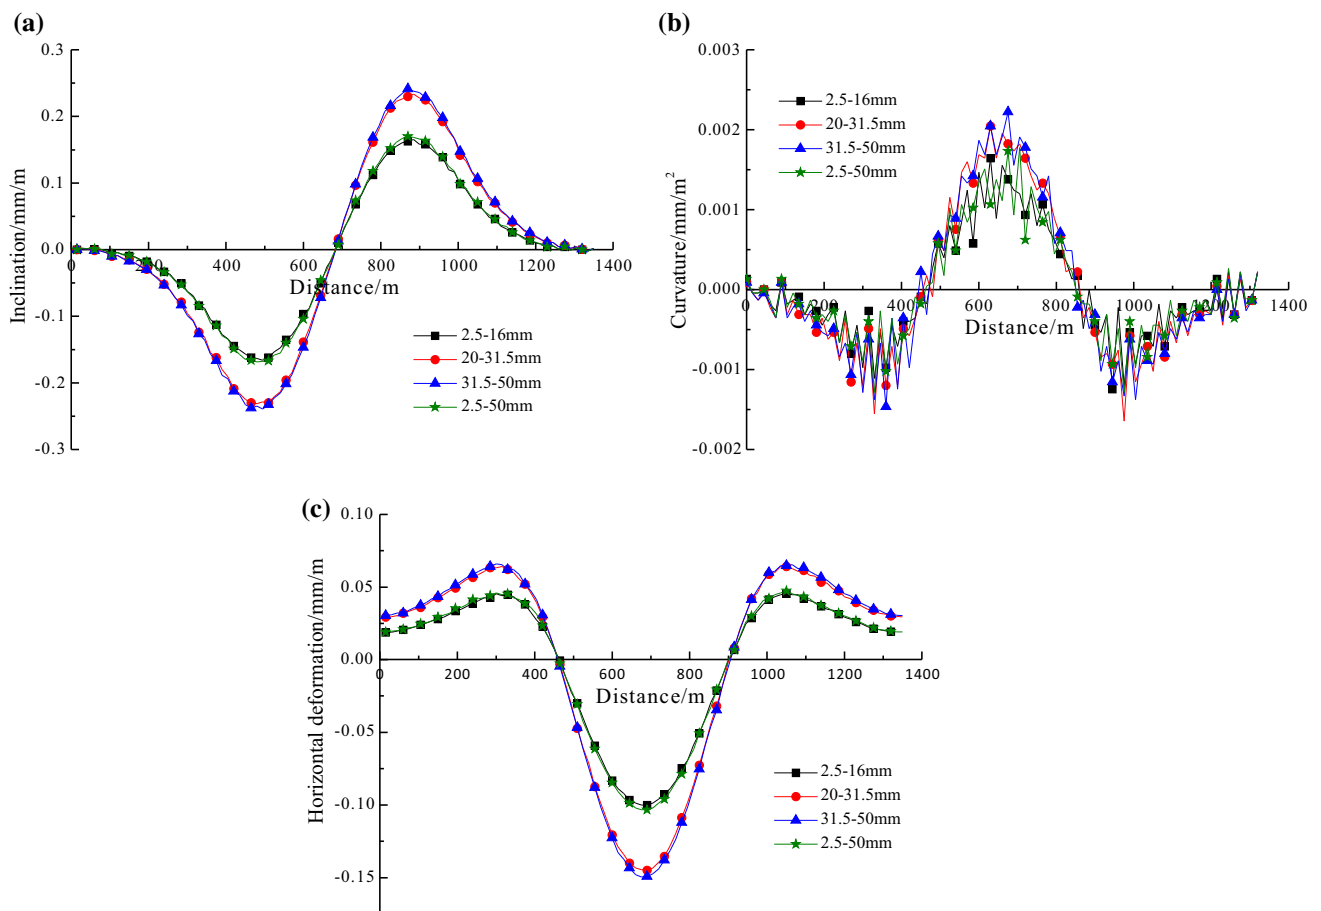 (a)
Inclination/mm/m
0.3
0.2
0.1
0.0
-0.1
-0.2
-0.3
0
200
400
600
800
1000
1200
1400
Distance/m
2.5-16mm
20-31.5mm
31.5-50mm
2.5-50mm
(b)
Curvature/mm/m²
0.003
0.002
0.001
0.000
-0.001
-0.002
0
200
400
600
800
1000
1200
1400
Distance/m
2.5-16mm
20-31.5mm
31.5-50mm
2.5-50mm
(c)
Horizontal deformation/mm/m
0.10
0.05
0.00
-0.05
-0.10
-0.15
0
200
400
600
800
1000
1200
1400
Distance/m
2.5-16mm
20-31.5mm
31.5-50mm
2.5-50mm